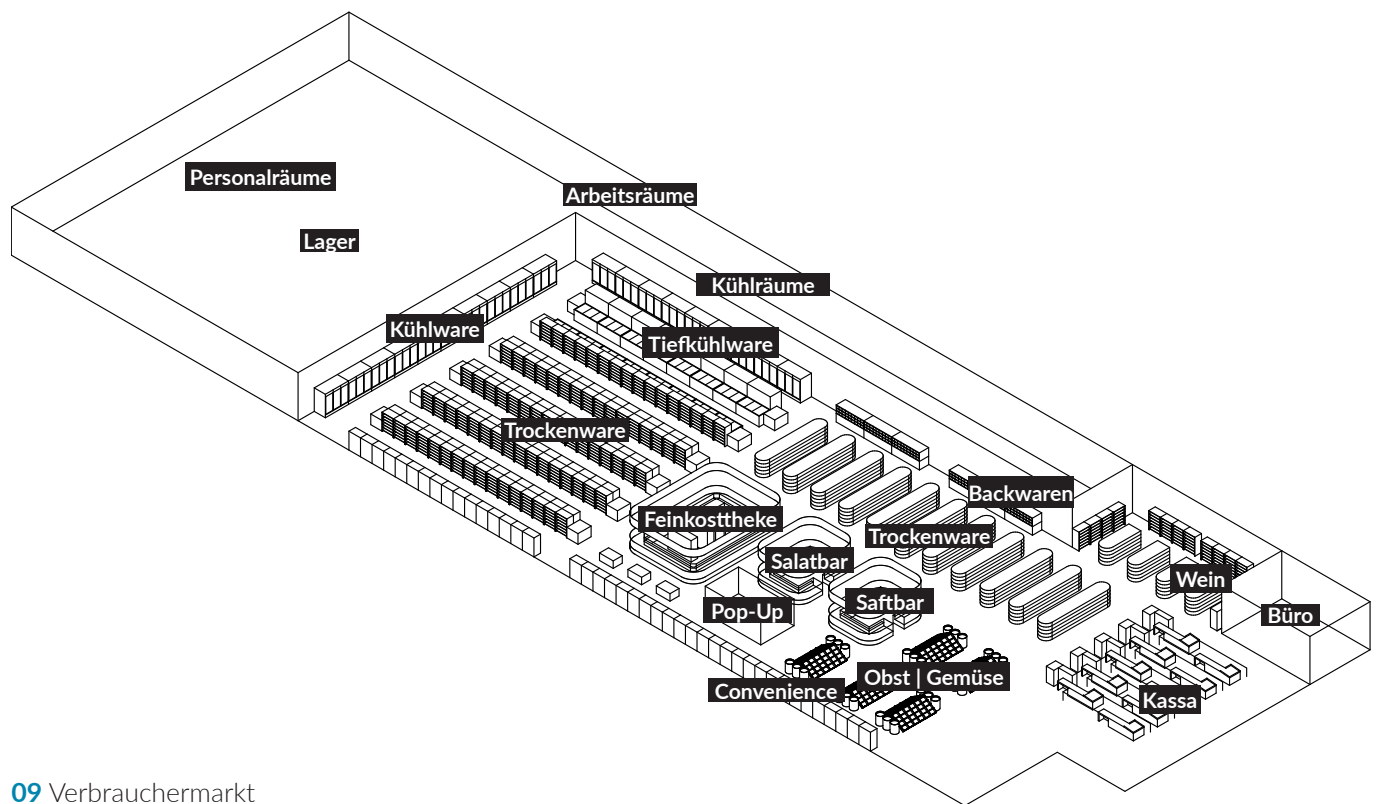 Personalräume
Arbeitsräume
Lager
Kühlräume
Kühlware
Tiefkühlware
Trockenware
Backwaren
Feinkosttheke
Trockenware
Salatbar
Wein
Pop-Up
Saftbar
Büro
Obst | Gemüse
Convenience
Kassa
09 Verbrauchermarkt